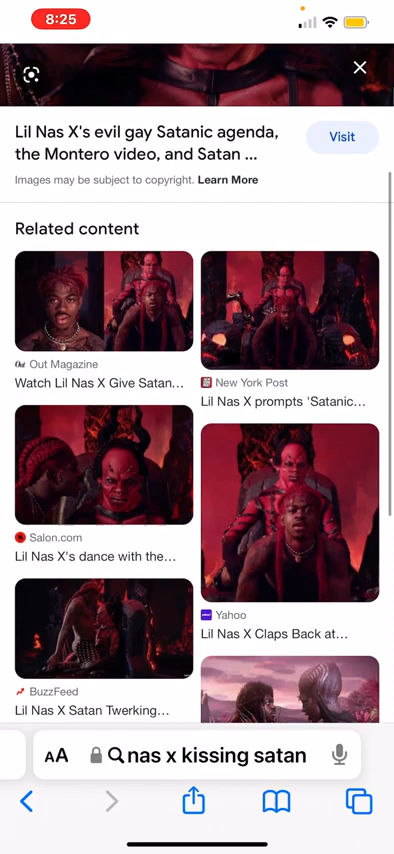 8:25
Lil Nas X's evil gay Satanic agenda,
the Montero video, and Satan ...
Visit
Images may be subject to copyright. Learn More
Related content
Out Out Magazine
Watch Lil Nas X Give Satan...
New York Post
Lil Nas X prompts 'Satanic...
Salon.com
Lil Nas X's dance with the...
Yahoo
Lil Nas X Claps Back at...
BuzzFeed
Lil Nas X Satan Twerking...
AA nas x kissing satan